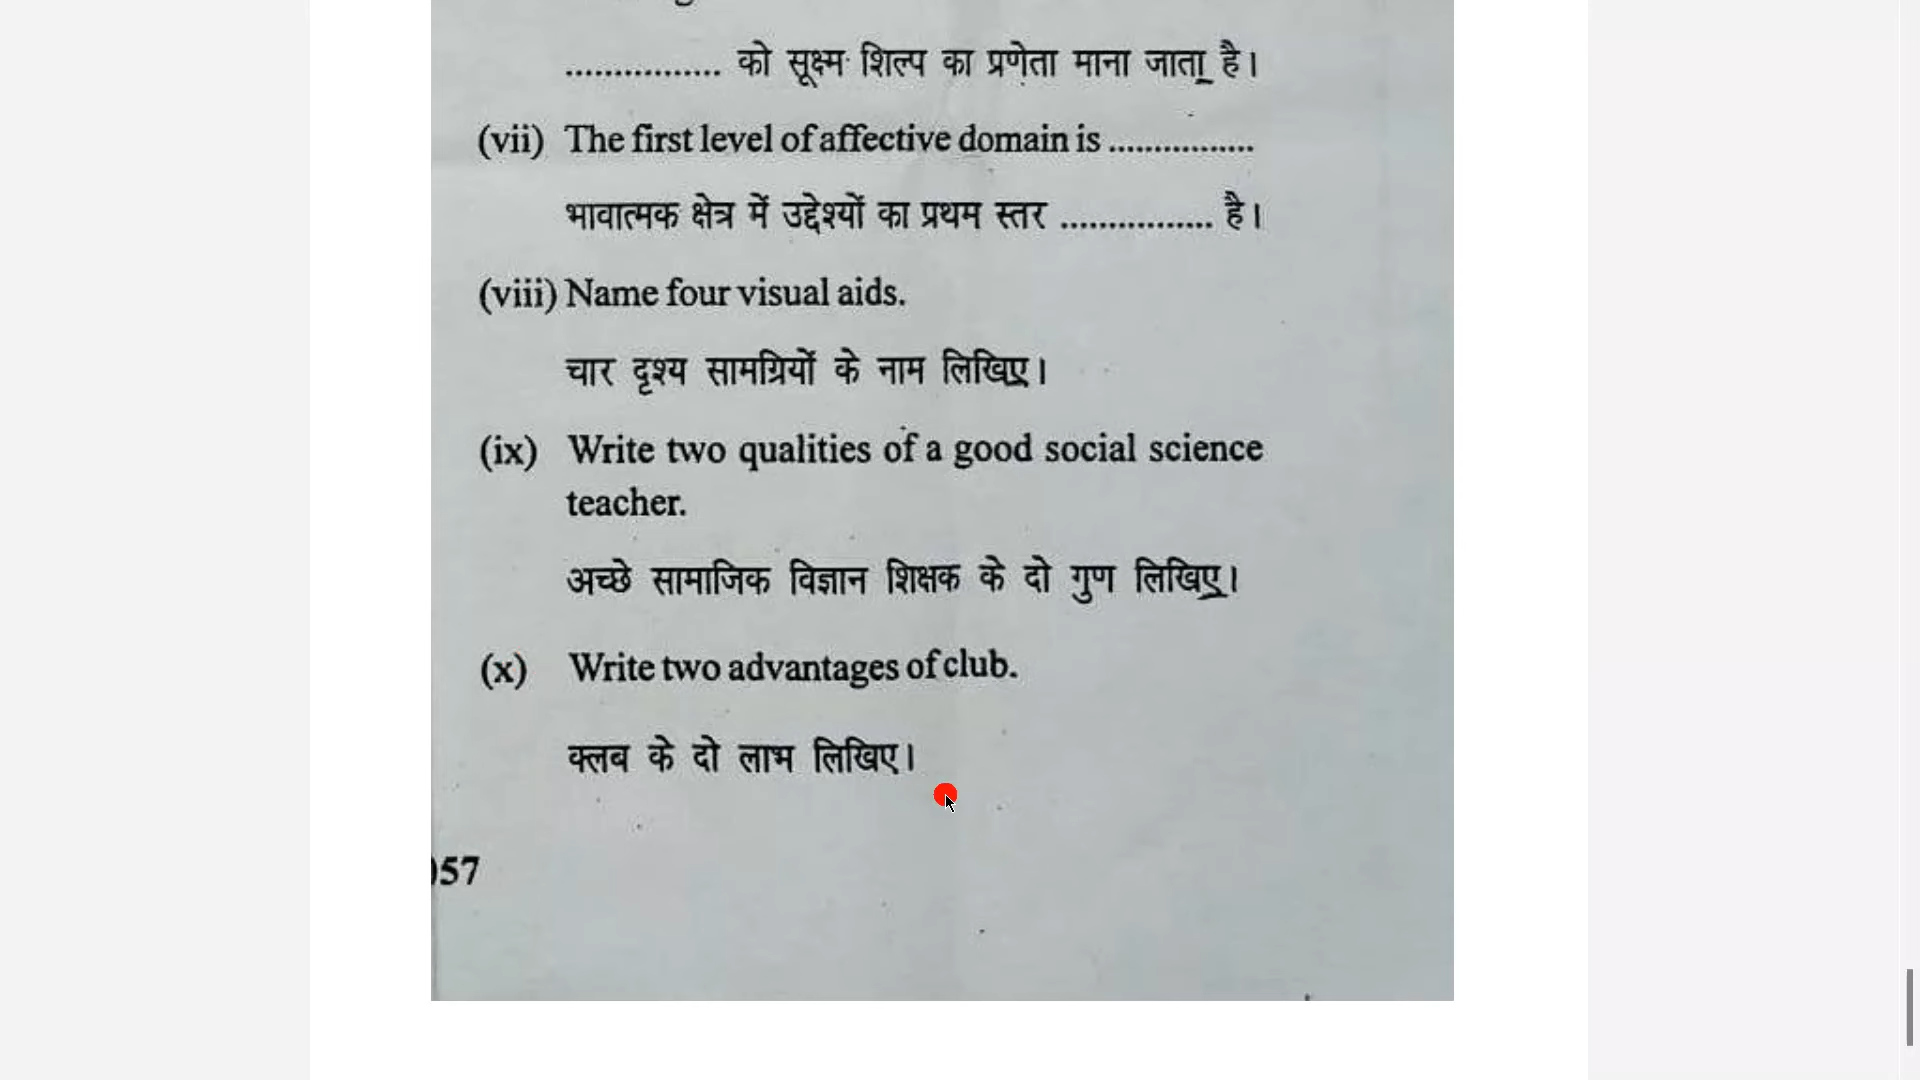 ................ को सूक्ष्म शिल्प का प्रणेता माना जाता है।
(vii) The first level of affective domain is ................
भावात्मक क्षेत्र में उद्देश्यों का प्रथम स्तर ................ है।
(viii) Name four visual aids.
चार दृश्य सामग्रियों के नाम लिखिए।
(ix) Write two qualities of a good social science
teacher.
अच्छे सामाजिक विज्ञान शिक्षक के दो गुण लिखिए।
(x) Write two advantages of club.
क्लब के दो लाभ लिखिए।
57